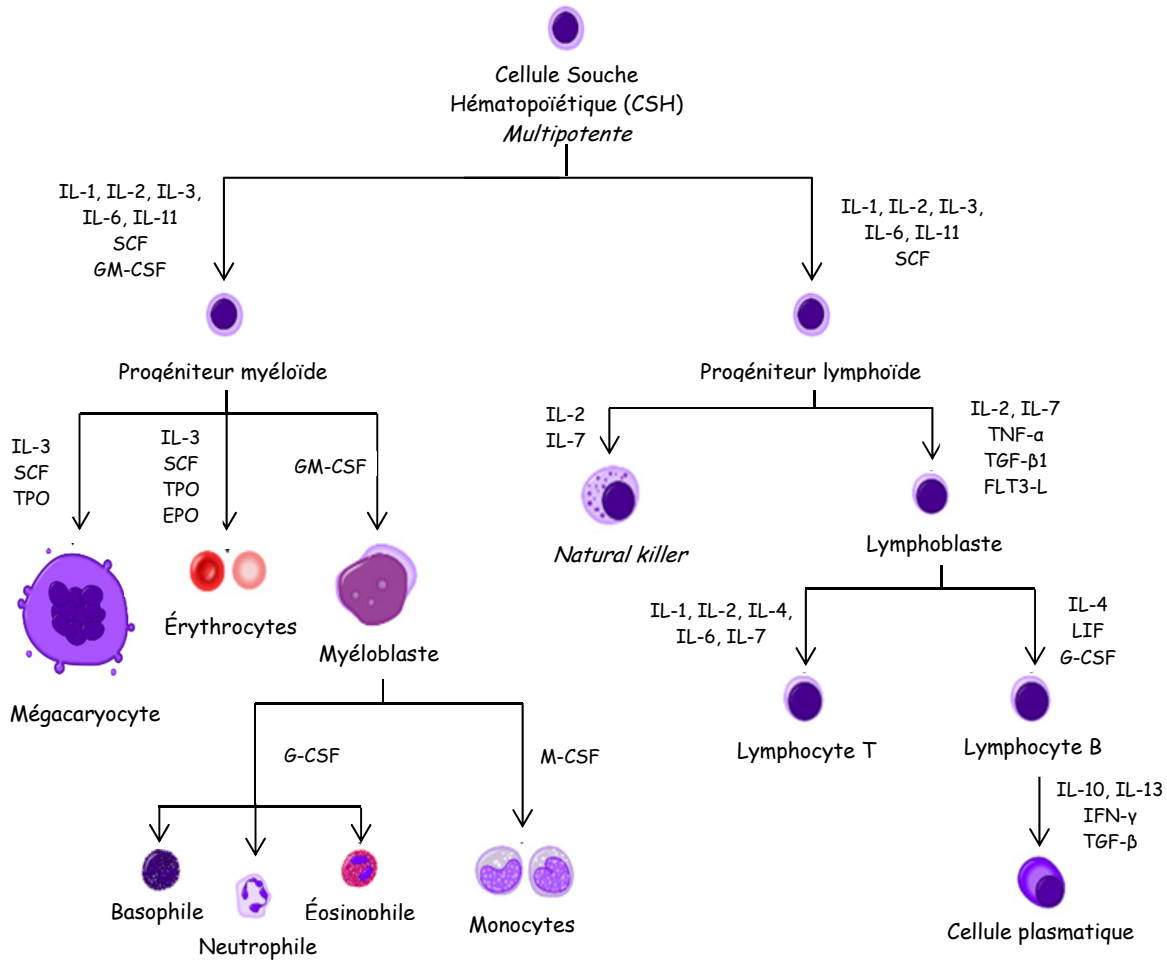 Cellule Souche
Hématopoïétique (CSH)
Multipotente
IL-1, IL-2, IL-3,
IL-6, IL-11
SCF
GM-CSF
IL-1, IL-2, IL-3,
IL-6, IL-11
SCF
Progéniteur myéloïde
Progéniteur lymphoïde
IL-3
SCF
TPO
IL-3
SCF
TPO
EPO
GM-CSF
IL-2
IL-7
IL-2, IL-7
TNF-α
TGF-β1
FLT3-L
Mégacaryocyte
Érythrocytes
Myéloblaste
Natural killer
Lymphoblaste
IL-1, IL-2, IL-4,
IL-6, IL-7
IL-4
LIF
G-CSF
G-CSF
M-CSF
Lymphocyte T
Lymphocyte B
IL-10, IL-13
IFN-γ
TGF-β
Basophile
Neutrophile
Éosinophile
Monocytes
Cellule plasmatique